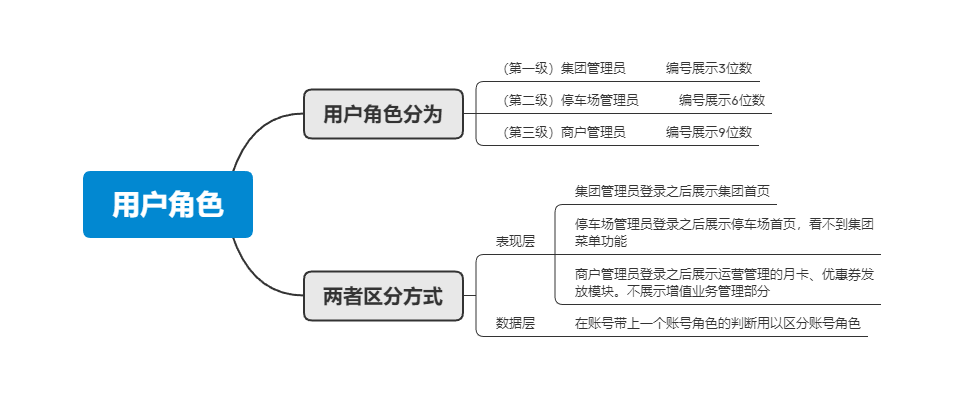 用户角色
用户角色分为
（第一级）集团管理员 编号展示3位数
（第二级）停车场管理员 编号展示6位数
（第三级）商户管理员 编号展示9位数
两者区分方式
表现层
集团管理员登录之后展示集团首页
停车场管理员登录之后展示停车场首页，看不到集团
菜单功能
商户管理员登录之后展示运营管理的月卡、优惠券发
放模块。不展示增值业务管理部分
数据层
在账号带上一个账号角色的判断用以区分账号角色